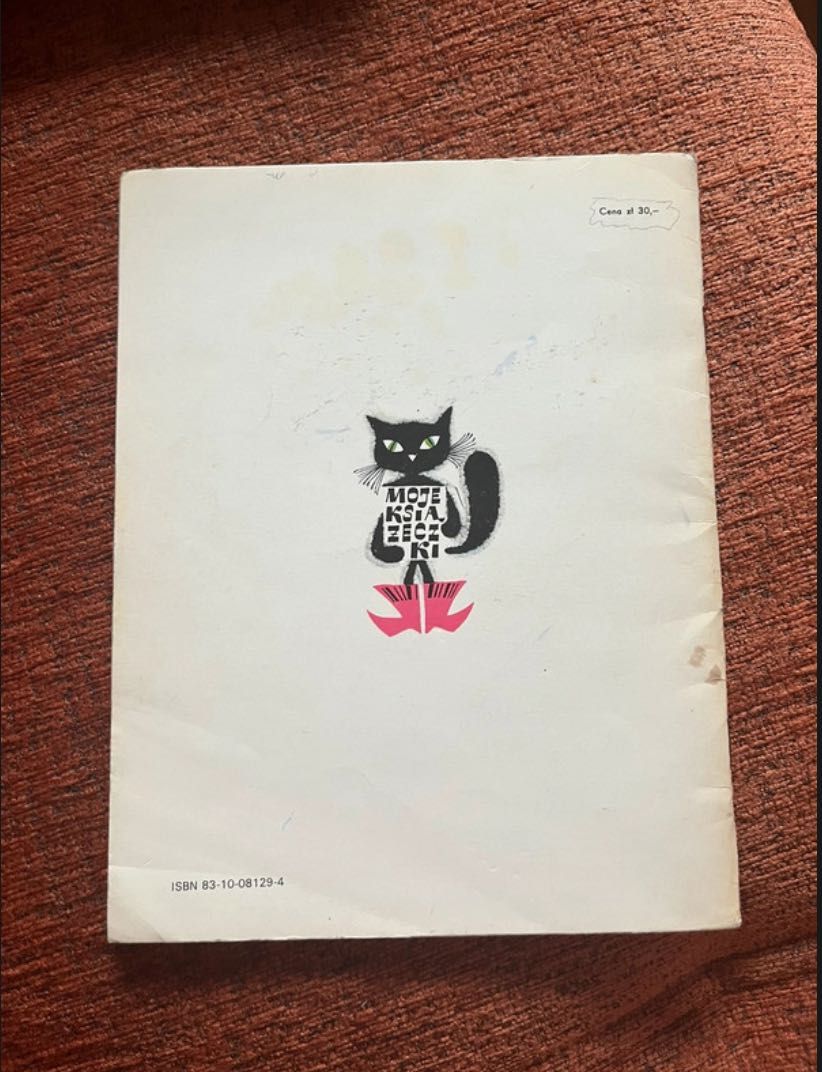 Cena zł 30,—
MOJE
KSIĄ
ŻECZ
KI
ISBN 83-10-08129-4